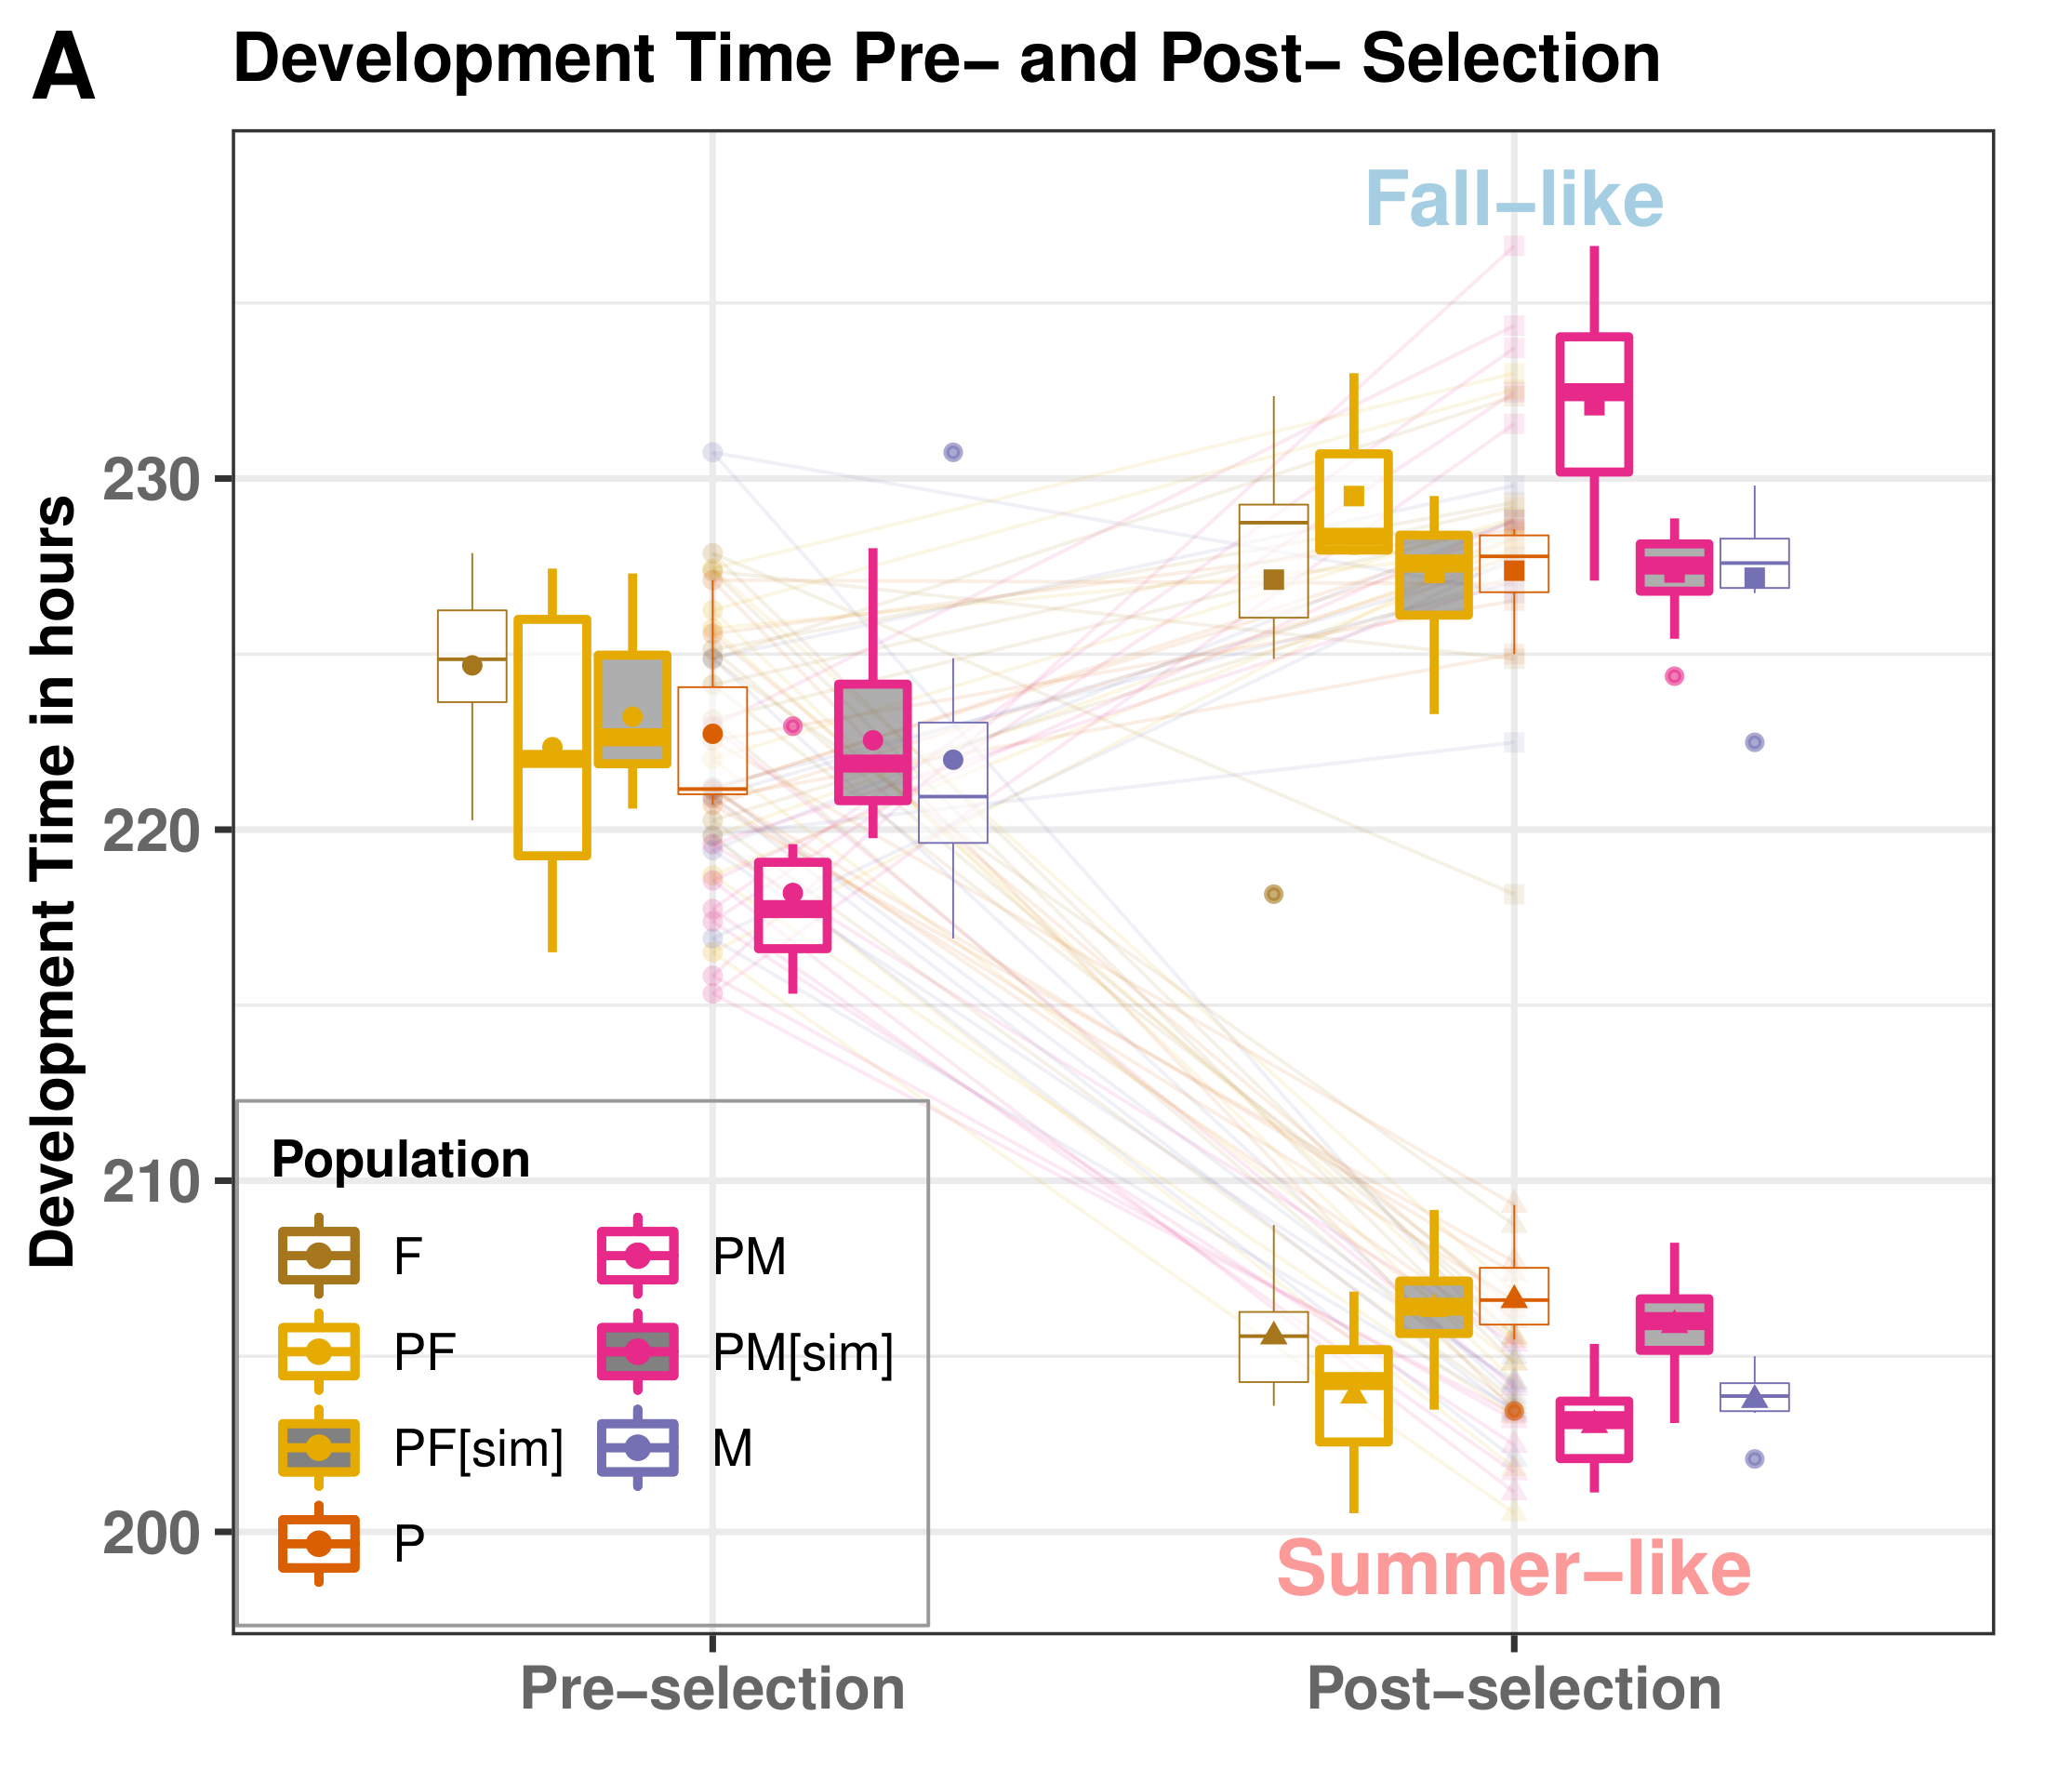 A
Development Time Pre– and Post– Selection
Development Time in hours
230
220
210
200
Fall–like
Summer–like
Population
F
PF
PF[sim]
P
PM
PM[sim]
M
Pre–selection
Post–selection